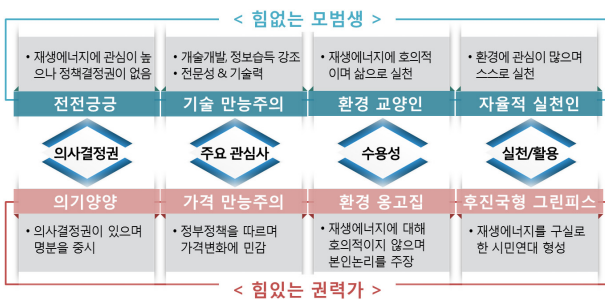 < 힘없는 모범생 >
• 재생에너지에 관심이 높
으나 정책결정권이 없음
• 개술개발, 정보습득 강조
• 전문성 & 기술력
• 재생에너지에 호의적
이며 삶으로 실천
• 환경에 관심이 많으며
스스로 실천
전전긍긍
기술 만능주의
환경 교양인
자율적 실천인
의사결정권
주요 관심사
수용성
실천/활용
의기양양
가격 만능주의
환경 옹고집
후진국형 그린피스
• 의사결정권이 있으며
명분을 중시
• 정부정책을 따르며
가격변화에 민감
• 재생에너지에 대해
호의적이지 않으며
본인논리를 주장
• 재생에너지를 구실로
한 시민연대 형성
< 힘있는 권력가 >